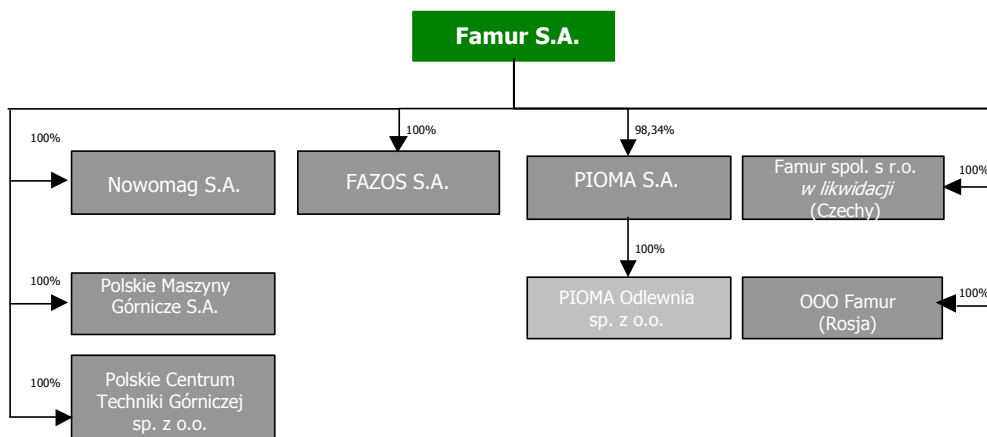 Famur S.A.
100%
100%
98,34%
100%
Nowomag S.A.
FAZOS S.A.
PIOMA S.A.
Famur spol. s r.o.
w likwidacji
(Czechy)
100%
100%
100%
Polskie Maszyny
Górnicze S.A.
PIOMA Odlewnia
sp. z o.o.
OOO Famur
(Rosja)
100%
Polskie Centrum
Techniki Górniczej
sp. z o.o.